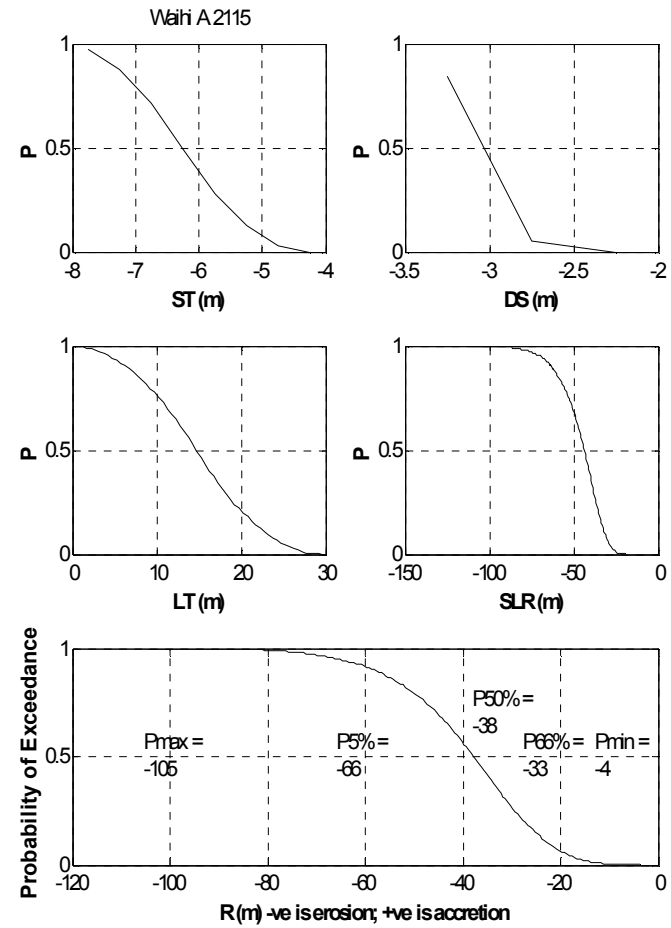 Waihi A 2115
1
0.5
0
P
-8
-7
-6
-5
-4
ST (m)
1
0.5
0
P
-3.5
-3
-2.5
-2
DS (m)
1
0.5
0
P
0
10
20
30
LT (m)
1
0.5
0
P
-150
-100
-50
0
SLR (m)
Probability of Exceedance
1
0.5
0
Pmax =
-105
P5% =
-66
P50% =
-38
P66% =
-33
Pmin =
-4
-120
-100
-80
-60
-40
-20
0
R (m) -ve is erosion; +ve is accretion